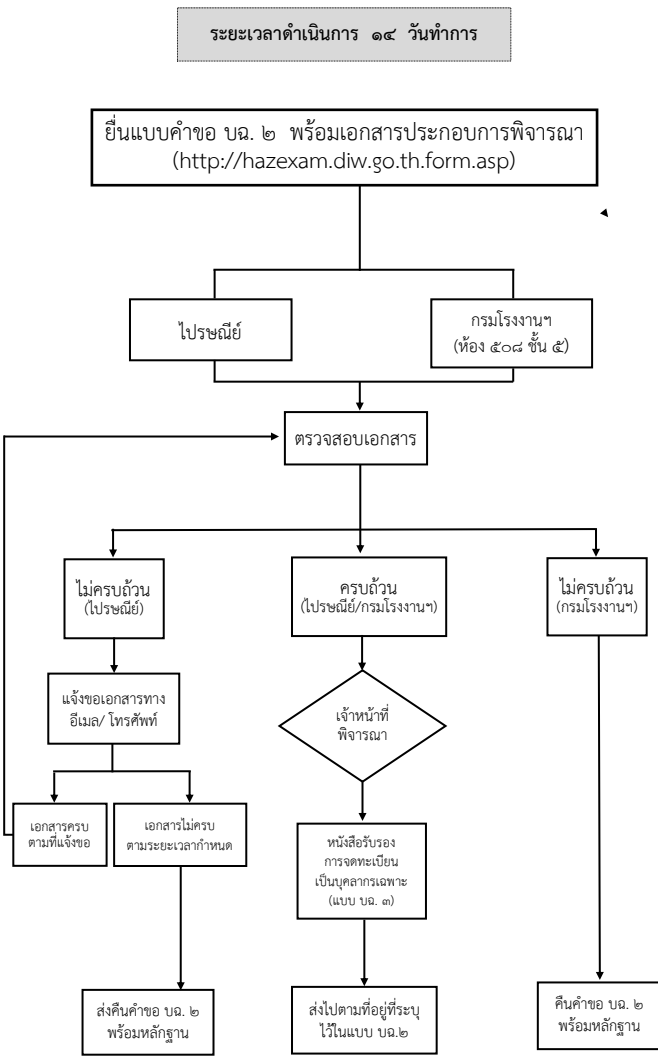 ระยะเวลาดำเนินการ ๑๔ วันทำการ
ยื่นแบบคำขอ บฉ. ๒ พร้อมเอกสารประกอบการพิจารณา
(http://hazexam.diw.go.th.form.asp)
ไปรษณีย์
กรมโรงงานฯ
(ห้อง ๕๐๘ ชั้น ๕)
ตรวจสอบเอกสาร
ไม่ครบถ้วน
(ไปรษณีย์)
ครบถ้วน
(ไปรษณีย์/กรมโรงงานฯ)
ไม่ครบถ้วน
(กรมโรงงานฯ)
แจ้งขอเอกสารทาง
อีเมล/ โทรศัพท์
เจ้าหน้าที่
พิจารณา
เอกสารครบ
ตามที่แจ้งขอ
เอกสารไม่ครบ
ตามระยะเวลากำหนด
หนังสือรับรอง
การจดทะเบียน
เป็นบุคลากรเฉพาะ
(แบบ บฉ. ๓)
ส่งคืนคำขอ บฉ. ๒
พร้อมหลักฐาน
ส่งไปตามที่อยู่ที่ระบุ
ไว้ในแบบ บฉ.๒
คืนคำขอ บฉ. ๒
พร้อมหลักฐาน